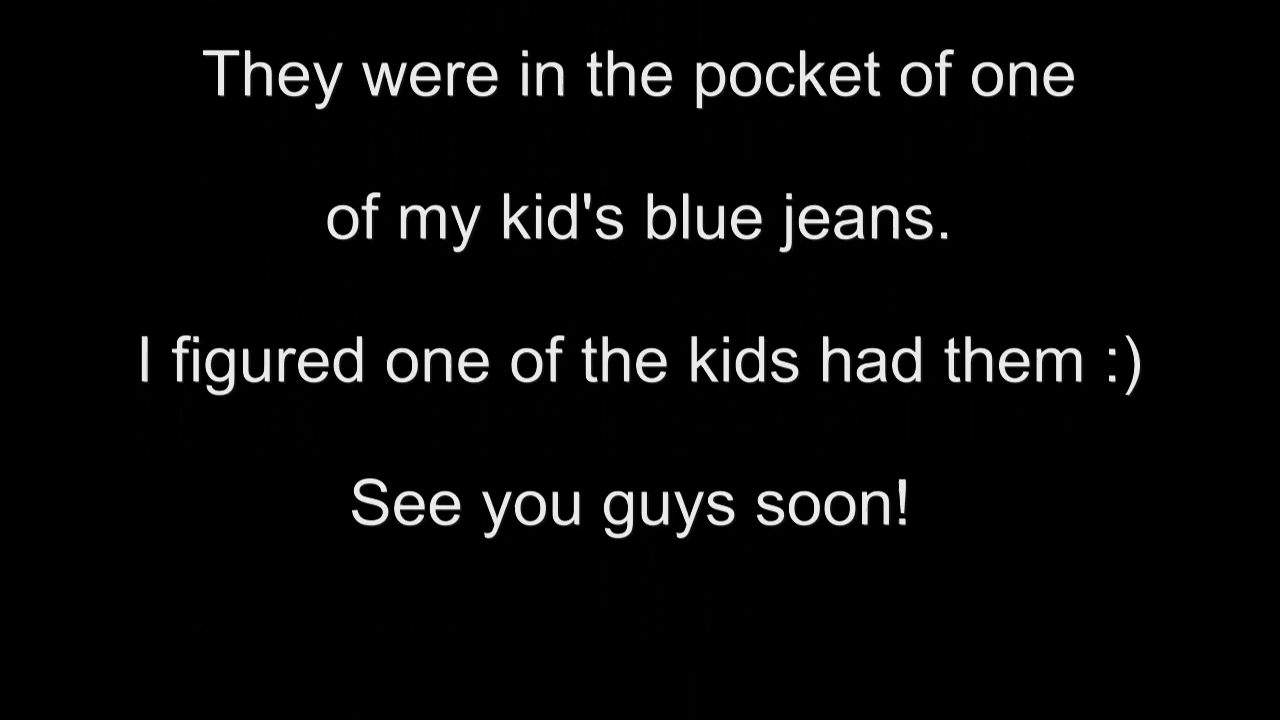 They were in the pocket of one
of my kid's blue jeans.
I figured one of the kids had them :)
See you guys soon!